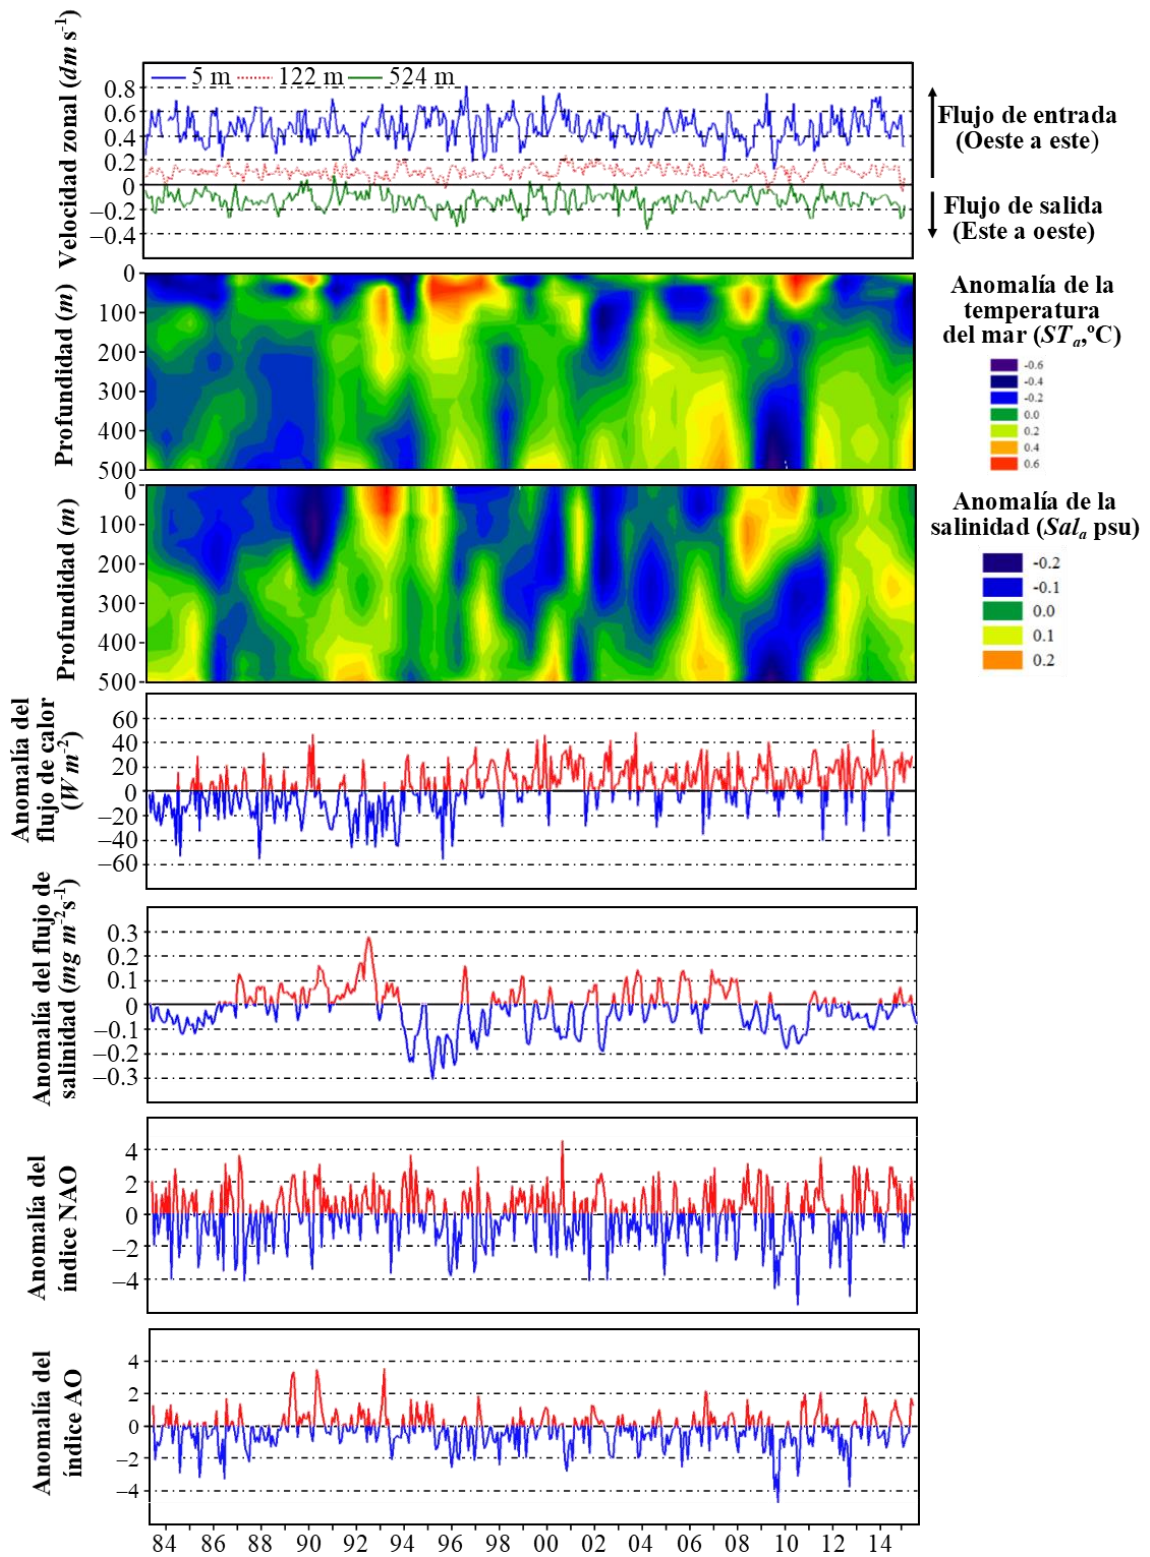 Velocidad zonal (dm s-1)
5 m 122 m 524 m
0.8
0.6
0.4
0.2
0
−0.2
−0.4
Flujo de entrada
(Oeste a este)
Flujo de salida
(Este a oeste)
Profundidad (m)
0
100
200
300
400
500
Anomalía de la
temperatura
del mar (STa,ºC)
-0.6
-0.4
-0.2
0.0
0.2
0.4
0.6
Profundidad (m)
0
100
200
300
400
500
Anomalía de la
salinidad (Sala psu)
-0.2
-0.1
0.0
0.1
0.2
Anomalía del
flujo de calor
(W m-2)
60
40
20
0
−20
−40
−60
Anomalía del flujo de
salinidad (mg m-2s-1)
0.3
0.2
0.1
0
−0.1
−0.2
−0.3
Anomalía del
índice NAO
4
2
0
−2
−4
Anomalía del
índice AO
4
2
0
−2
−4
84 86 88 90 92 94 96 98 00 02 04 06 08 10 12 14